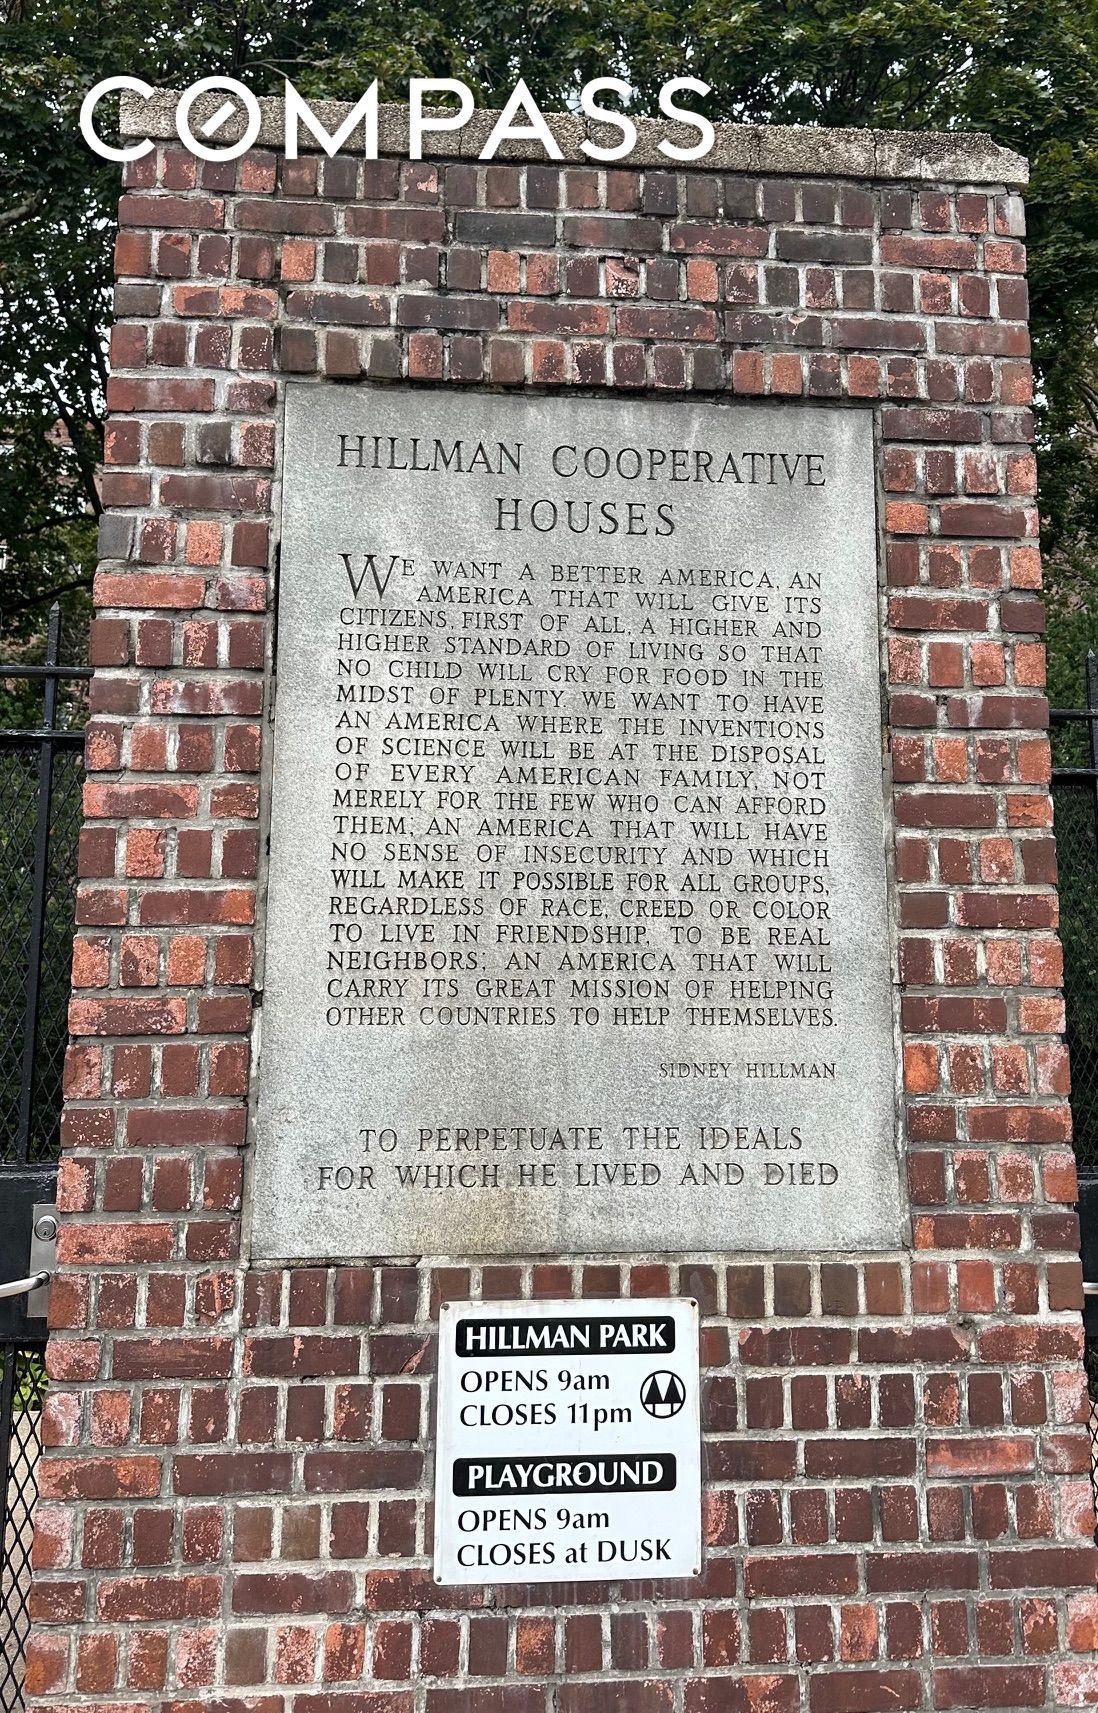 COMPASS
HILLMAN COOPERATIVE
HOUSES
WE WANT A BETTER AMERICA, AN
AMERICA THAT WILL GIVE ITS
CITIZENS, FIRST OF ALL, A HIGHER AND
HIGHER STANDARD OF LIVING SO THAT
NO CHILD WILL CRY FOR FOOD IN THE
MIDST OF PLENTY. WE WANT TO HAVE
AN AMERICA WHERE THE INVENTIONS
OF SCIENCE WILL BE AT THE DISPOSAL
OF EVERY AMERICAN FAMILY, NOT
MERELY FOR THE FEW WHO CAN AFFORD
THEM; AN AMERICA THAT WILL HAVE
NO SENSE OF INSECURITY AND WHICH
WILL MAKE IT POSSIBLE FOR ALL GROUPS,
REGARDLESS OF RACE, CREED OR COLOR
TO LIVE IN FRIENDSHIP, TO BE REAL
NEIGHBORS; AN AMERICA THAT WILL
CARRY ITS GREAT MISSION OF HELPING
OTHER COUNTRIES TO HELP THEMSELVES.
SIDNEY HILLMAN
TO PERPETUATE THE IDEALS
FOR WHICH HE LIVED AND DIED
HILLMAN PARK
OPENS 9am
CLOSES 11pm
PLAYGROUND
OPENS 9am
CLOSES at DUSK